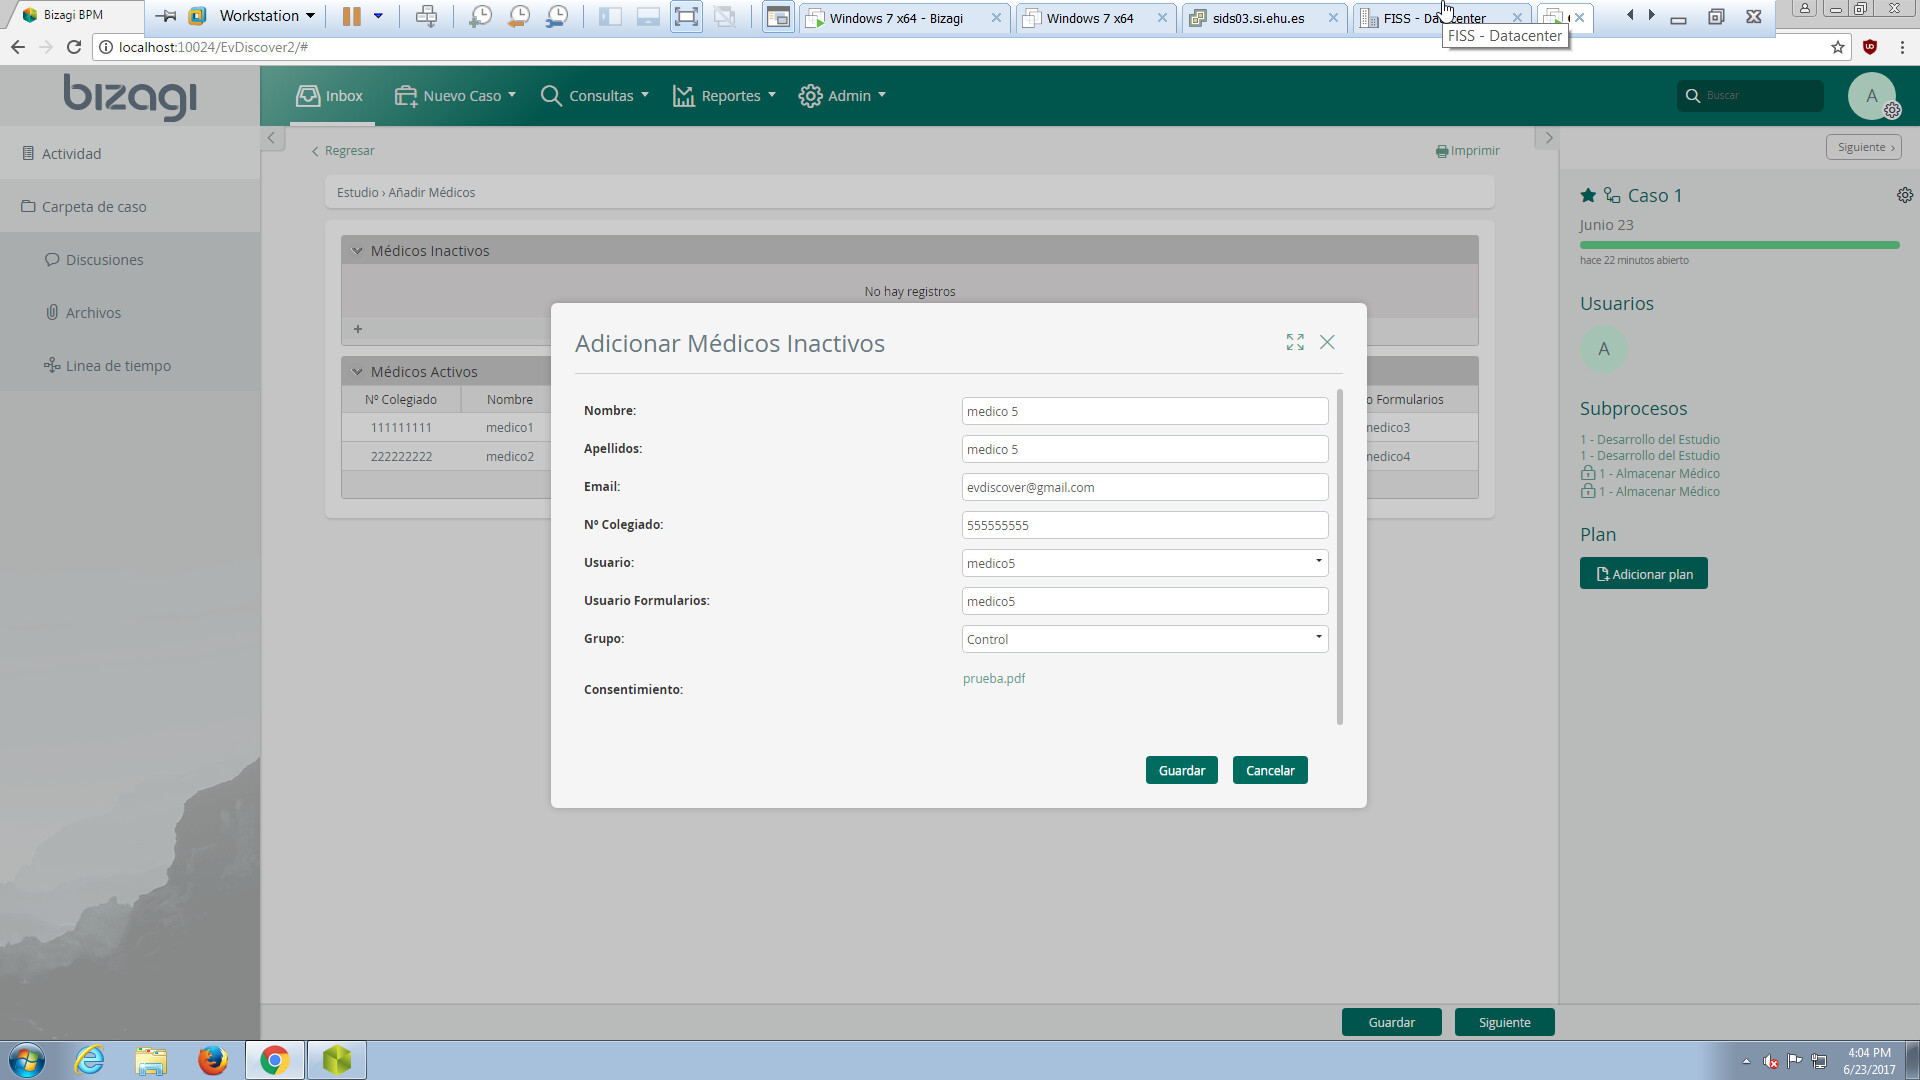 Bizagi BPM
Workstation
Windows 7 x64 - Bizagi
Windows 7 x64
sids03.si.ehu.es
FISS - Datacenter
FISS - Datacenter
localhost:10024/EvDiscover2/#
bizagi
Inbox
Nuevo Caso
Consultas
Reportes
Admin
Buscar
A
Actividad
Carpeta de caso
Discusiones
Archivos
Linea de tiempo
Regresar
Imprimir
Estudio › Añadir Médicos
Médicos Inactivos
No hay registros
+
Médicos Activos
Nº Colegiado
Nombre
o Formularios
111111111
medico1
medico3
222222222
medico2
medico4
Adicionar Médicos Inactivos
Nombre:
medico 5
Apellidos:
medico 5
Email:
evdiscover@gmail.com
Nº Colegiado:
555555555
Usuario:
medico5
Usuario Formularios:
medico5
Grupo:
Control
Consentimiento:
prueba.pdf
Guardar
Cancelar
Siguiente ›
Caso 1
Junio 23
hace 22 minutos abierto
Usuarios
A
Subprocesos
1 - Desarrollo del Estudio
1 - Desarrollo del Estudio
1 - Almacenar Médico
1 - Almacenar Médico
Plan
Adicionar plan
Guardar
Siguiente
4:04 PM
6/23/2017